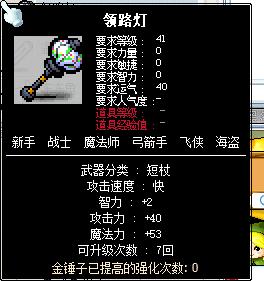 领路灯
要求等级 : 41
要求力量 : 0
要求敏捷 : 0
要求智力 : 0
要求运气 : 40
要求人气度 : -
道具等级 : -
道具经验值 : -
新手 战士 魔法师 弓箭手 飞侠 海盗
武器分类 : 短杖
攻击速度 : 快
智力 : +2
攻击力 : +40
魔法力 : +53
可升级次数 : 7回
金锤子已提高的强化次数: 0